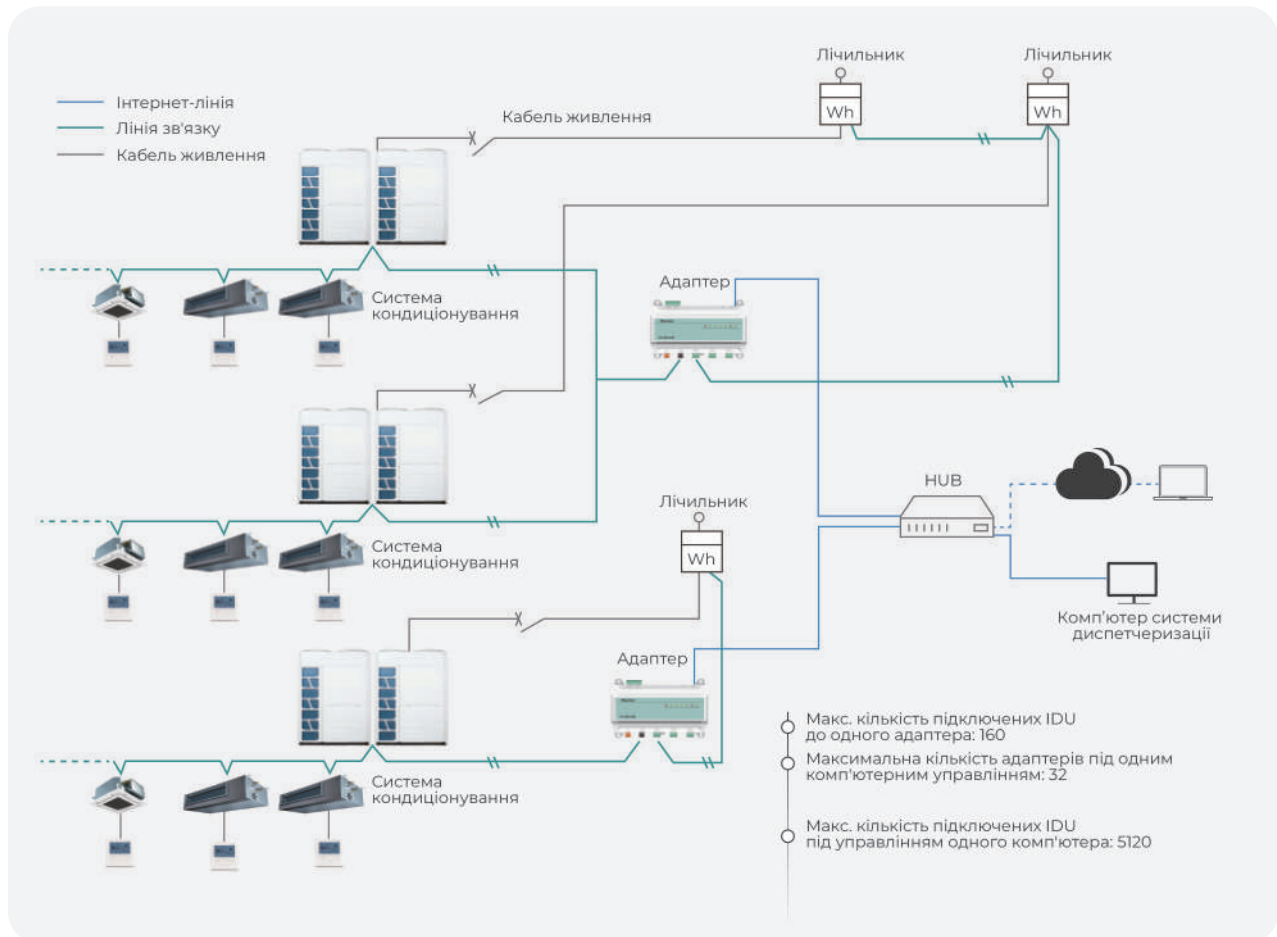 Лічильник
Лічильник
Інтернет-лінія
Лінія зв'язку
Кабель живлення
Кабель живлення
Wh
Wh
Адаптер
Система
кондиціонування
HUB
Лічильник
Wh
Система
кондиціонування
Комп’ютер системи
диспетчеризації
Адаптер
Макс. кількість підключених IDU
до одного адаптера: 160
Максимальна кількість адаптерів під одним
комп'ютерним управлінням: 32
Система
кондиціонування
Макс. кількість підключених IDU
під управлінням одного комп'ютера: 5120